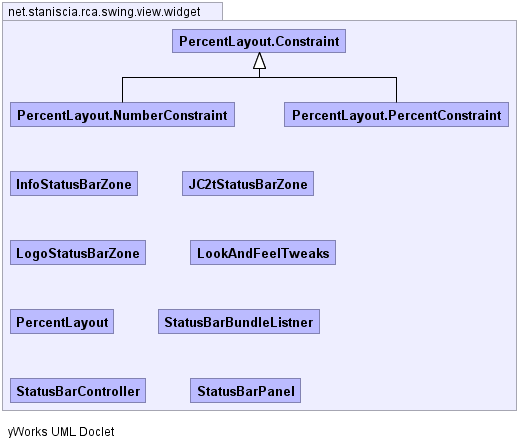 net.staniscia.rca.swing.view.widget
PercentLayout.Constraint
PercentLayout.NumberConstraint
PercentLayout.PercentConstraint
InfoStatusBarZone
JC2tStatusBarZone
LogoStatusBarZone
LookAndFeelTweaks
PercentLayout
StatusBarBundleListner
StatusBarController
StatusBarPanel
yWorks UML Doclet